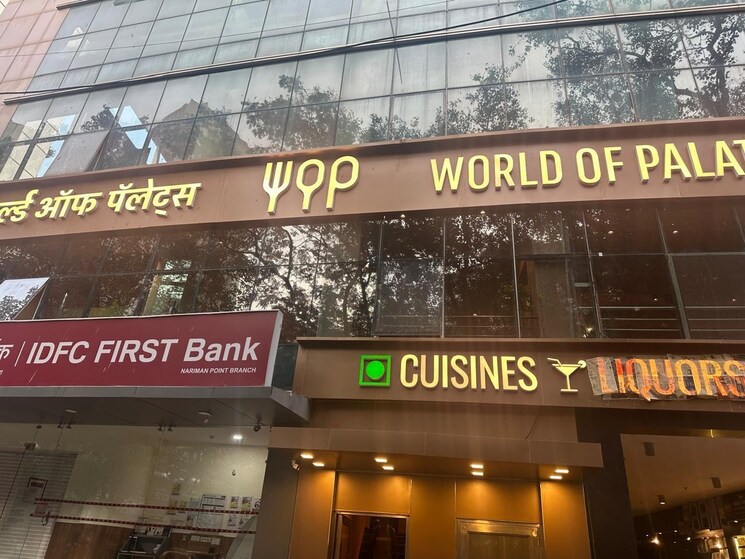 र्ल्ड ऑफ पॅलेट्स WOP WORLD OF PALAT
क | IDFC FIRST Bank
NARIMAN POINT BRANCH
CUISINES LIQUORS